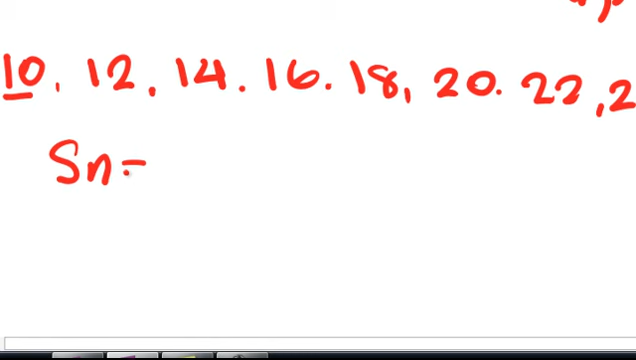 10, 12, 14. 16. 18, 20. 22, 2
Sn=